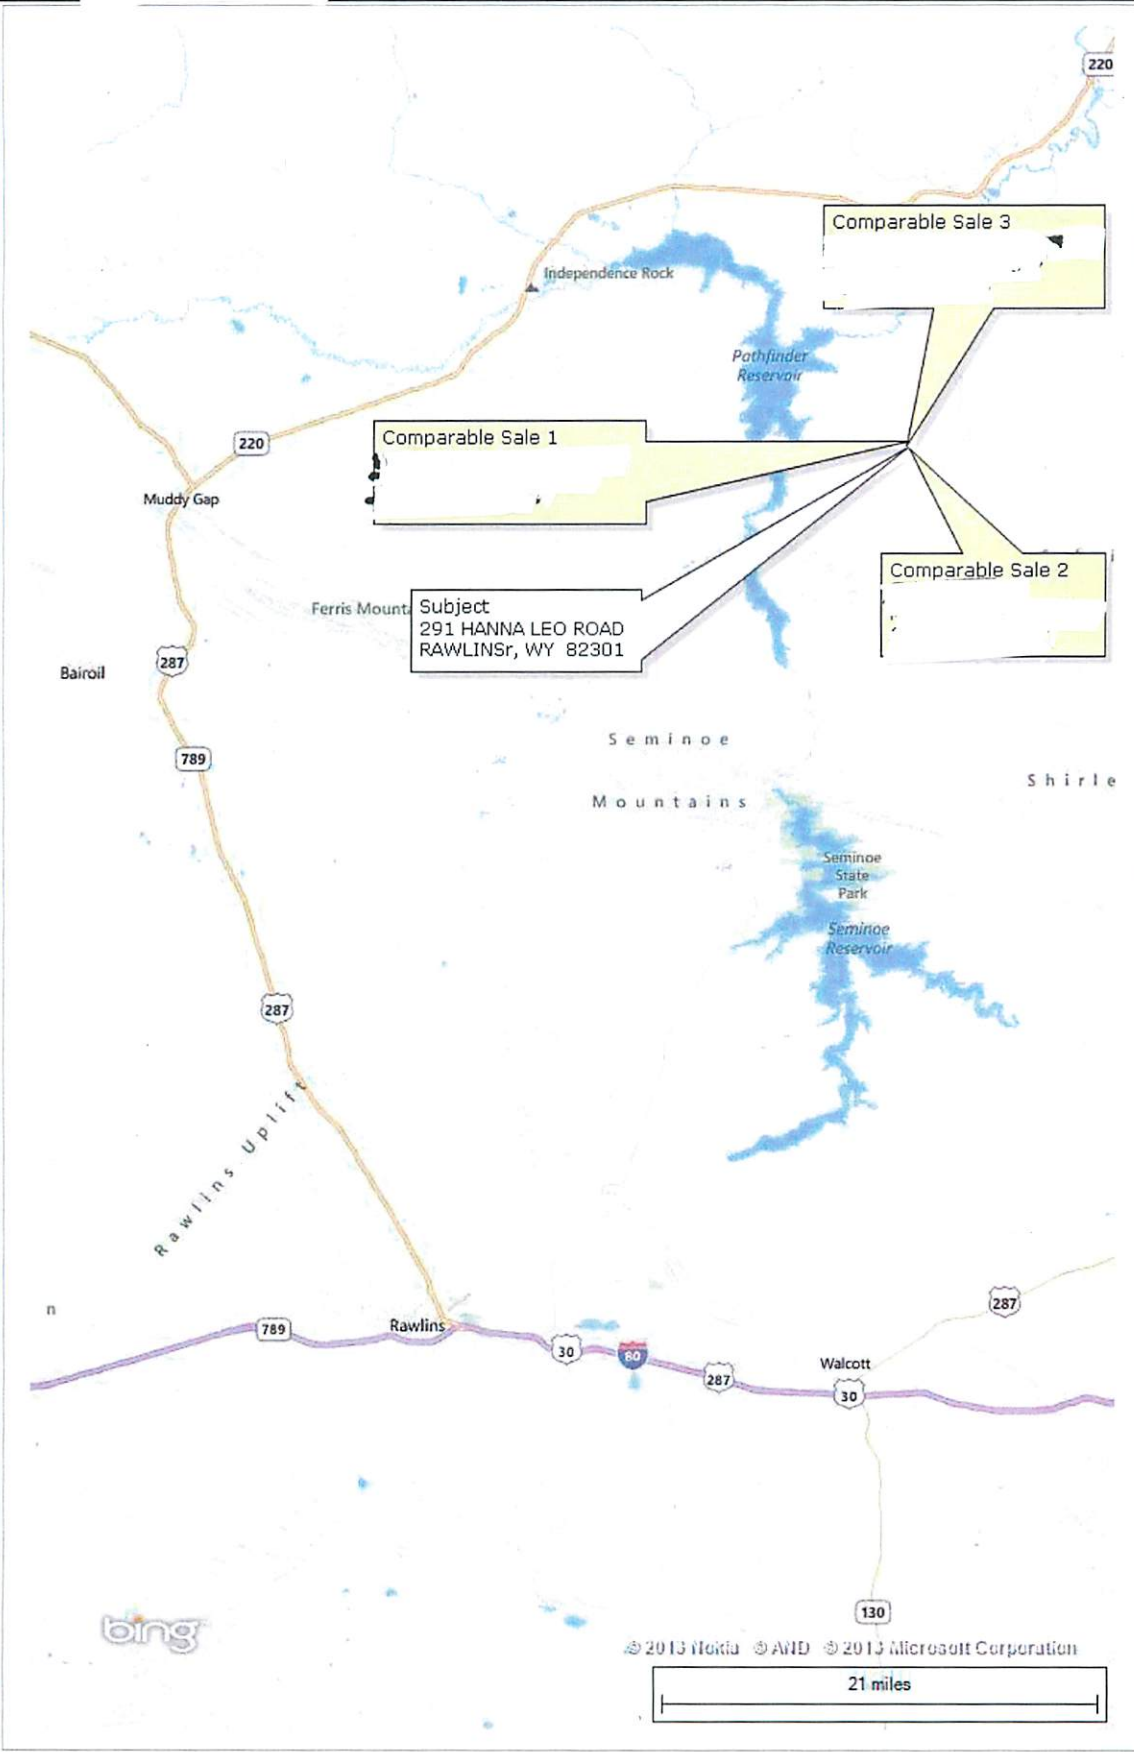 220
Comparable Sale 3
Independence Rock
Pathfinder
Reservoir
Comparable Sale 1
220
Muddy Gap
Comparable Sale 2
Ferris Mount
Subject
291 HANNA LEO ROAD
RAWLINSr, WY 82301
287
Bairoil
Seminoe
789
Shirle
Mountains
Seminoe
State
Park
Seminoe
Reservoir
287
Rawlins Uplift
287
n
789
Rawlins
30
80
Walcott
287
30
130
bing
© 2013 Nokia © AND © 2013 Microsoft Corporation
21 miles